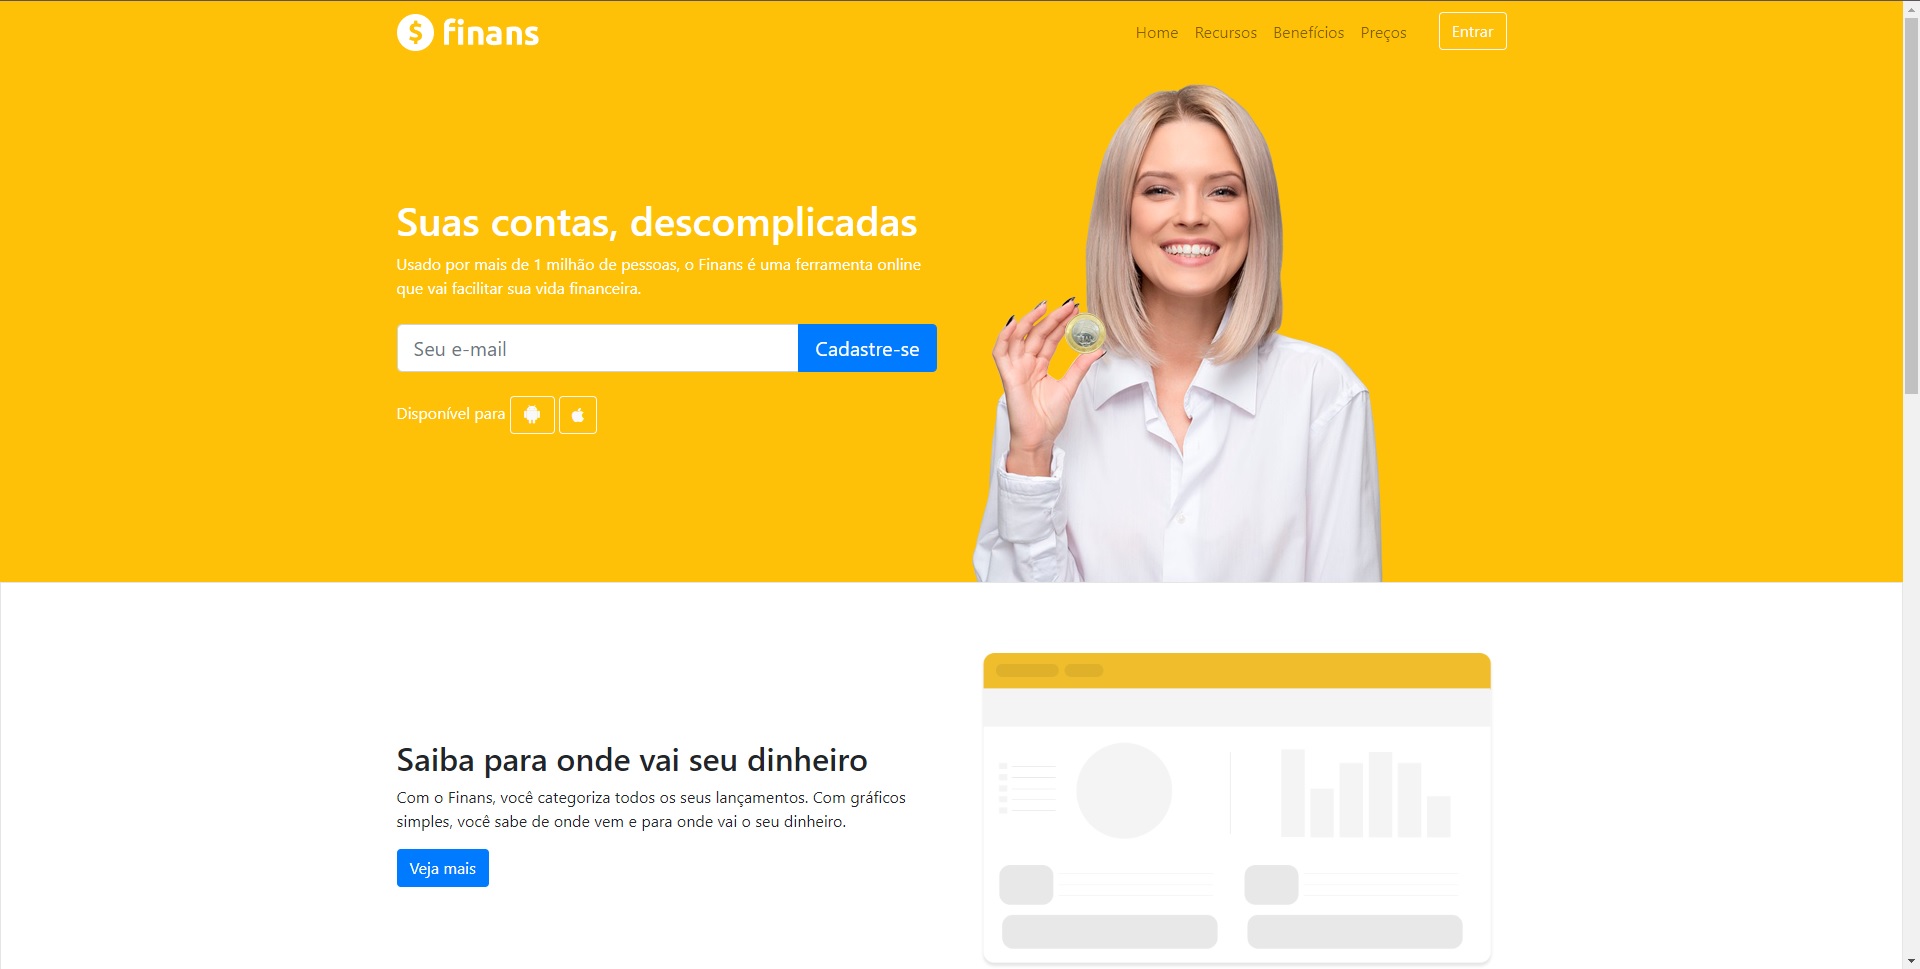 finans
Home Recursos Benefícios Preços Entrar
Suas contas, descomplicadas
Usado por mais de 1 milhão de pessoas, o Finans é uma ferramenta online
que vai facilitar sua vida financeira.
Seu e-mail Cadastre-se
Disponível para
Saiba para onde vai seu dinheiro
Com o Finans, você categoriza todos os seus lançamentos. Com gráficos
simples, você sabe de onde vem e para onde vai o seu dinheiro.
Veja mais